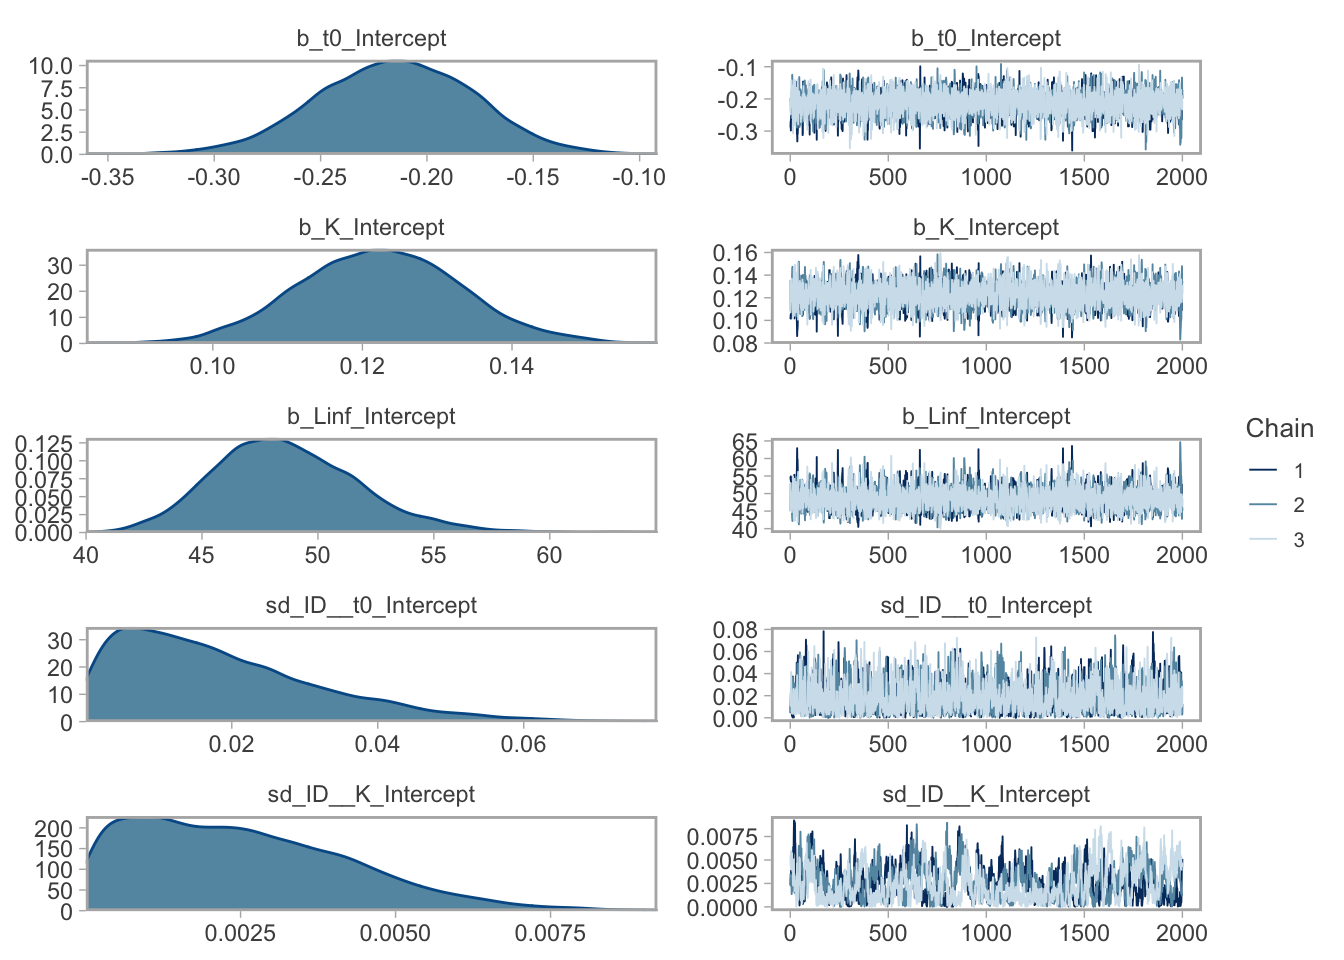 b_t0_Intercept
10.0
7.5
5.0
2.5
0.0
-0.35 -0.30 -0.25 -0.20 -0.15 -0.10
b_t0_Intercept
-0.1
-0.2
-0.3
0 500 1000 1500 2000
b_K_Intercept
30
20
10
0
0.10 0.12 0.14
b_K_Intercept
0.16
0.14
0.12
0.10
0.08
0 500 1000 1500 2000
b_Linf_Intercept
0.125
0.100
0.075
0.050
0.025
0.000
40 45 50 55 60
b_Linf_Intercept
65
60
55
50
45
40
0 500 1000 1500 2000
sd_ID__t0_Intercept
30
20
10
0
0.02 0.04 0.06
sd_ID__t0_Intercept
0.08
0.06
0.04
0.02
0.00
0 500 1000 1500 2000
sd_ID__K_Intercept
200
150
100
50
0
0.0025 0.0050 0.0075
sd_ID__K_Intercept
0.0075
0.0050
0.0025
0.0000
0 500 1000 1500 2000
Chain
1
2
3